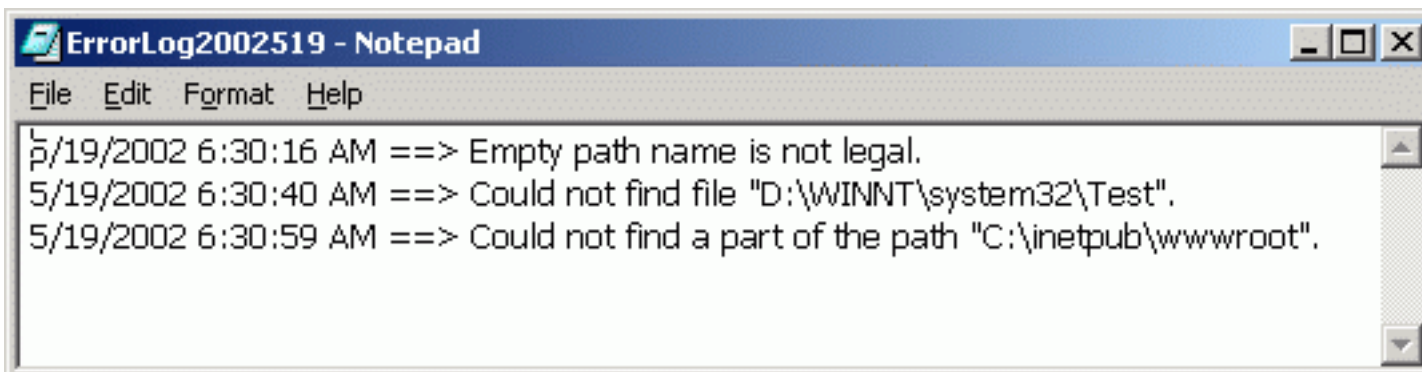 ErrorLog2002519 - Notepad
File Edit Format Help
5/19/2002 6:30:16 AM ==> Empty path name is not legal.
5/19/2002 6:30:40 AM ==> Could not find file "D:\WINNT\system32\Test".
5/19/2002 6:30:59 AM ==> Could not find a part of the path "C:\inetpub\wwwroot".